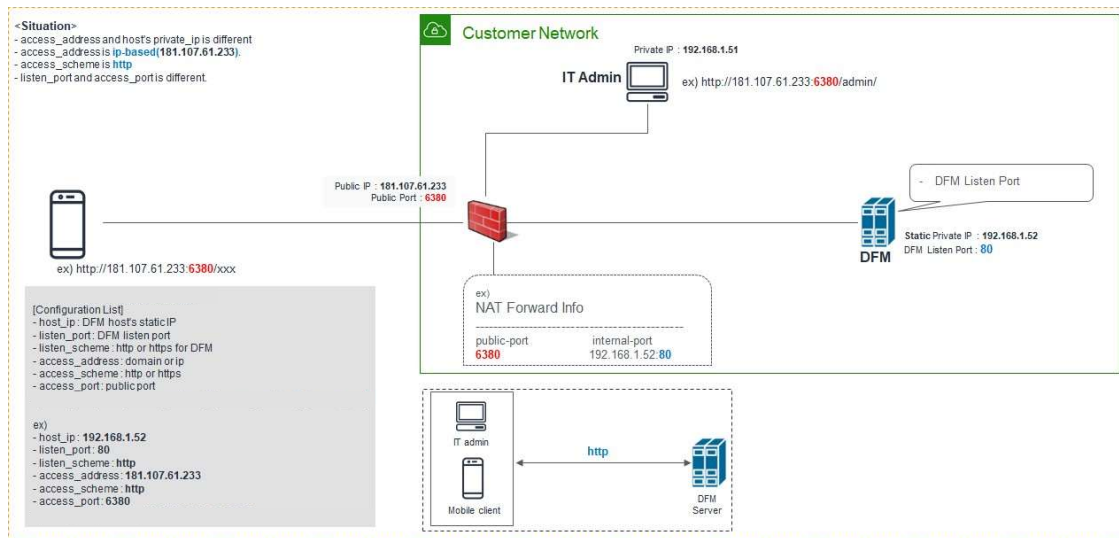 <Situation>
- access_address and host's private_ip is different
- access_address is ip-based(181.107.61.233).
- access_scheme is http
- listen_port and access_port is different.
Customer Network
Private IP : 192.168.1.51
IT Admin
ex) http://181.107.61.233:6380/admin/
Public IP : 181.107.61.233
Public Port : 6380
- DFM Listen Port
Static Private IP : 192.168.1.52
DFM Listen Port : 80
DFM
ex) http://181.107.61.233:6380/xxx
ex)
NAT Forward Info
------------------------------------------------
public-port internal-port
6380 192.168.1.52:80
[Configuration List]
- host_ip : DFM host's static IP
- listen_port : DFM listen port
- listen_scheme : http or https for DFM
- access_address : domain or ip
- access_scheme : http or https
- access_port : public port
ex)
- host_ip : 192.168.1.52
- listen_port : 80
- listen_scheme : http
- access_address : 181.107.61.233
- access_scheme : http
- access_port : 6380
IT admin
http
Mobile client
DFM
Server